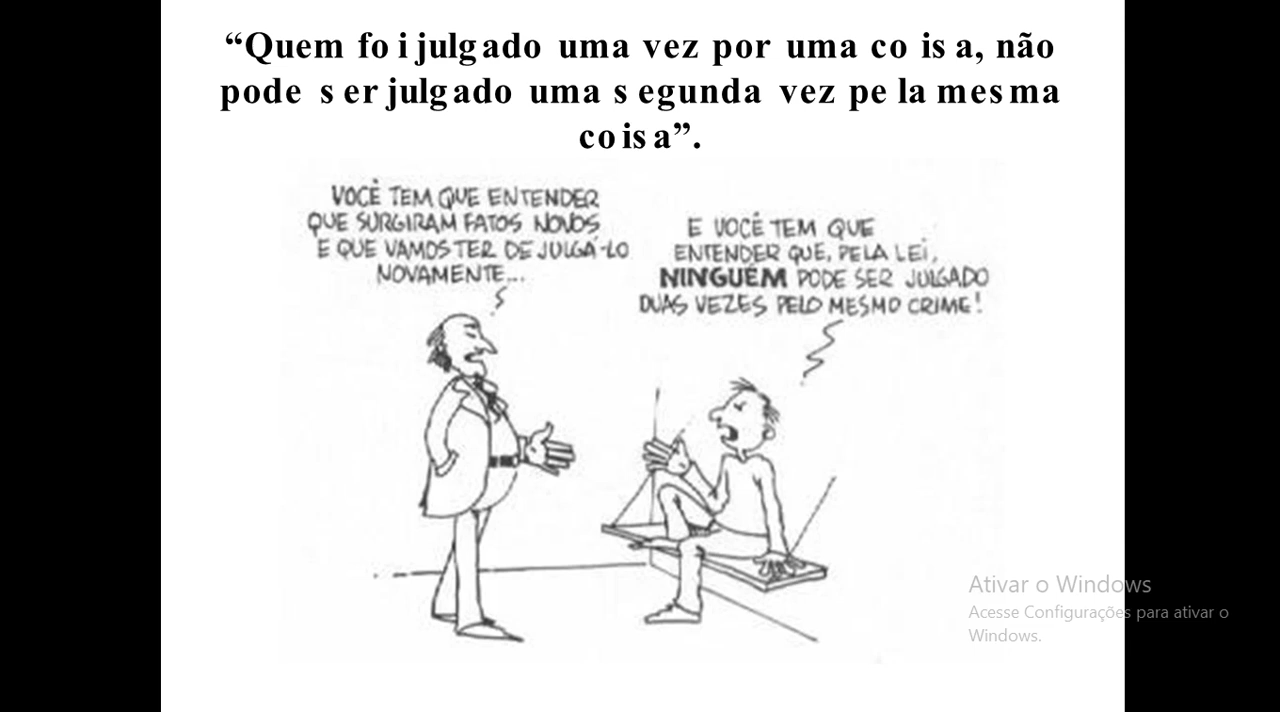 “Quem foi julgado uma vez por uma coisa, não
pode ser julgado uma segunda vez pela mesma
coisa”.
VOCÊ TEM QUE ENTENDER
QUE SURGIRAM FATOS NOVOS
E QUE VAMOS TER DE JULGÁ-LO
NOVAMENTE...
E VOCÊ TEM QUE
ENTENDER QUE, PELA LEI,
NINGUÉM PODE SER JULGADO
DUAS VEZES PELO MESMO CRIME!
Ativar o Windows
Acesse Configurações para ativar o
Windows.